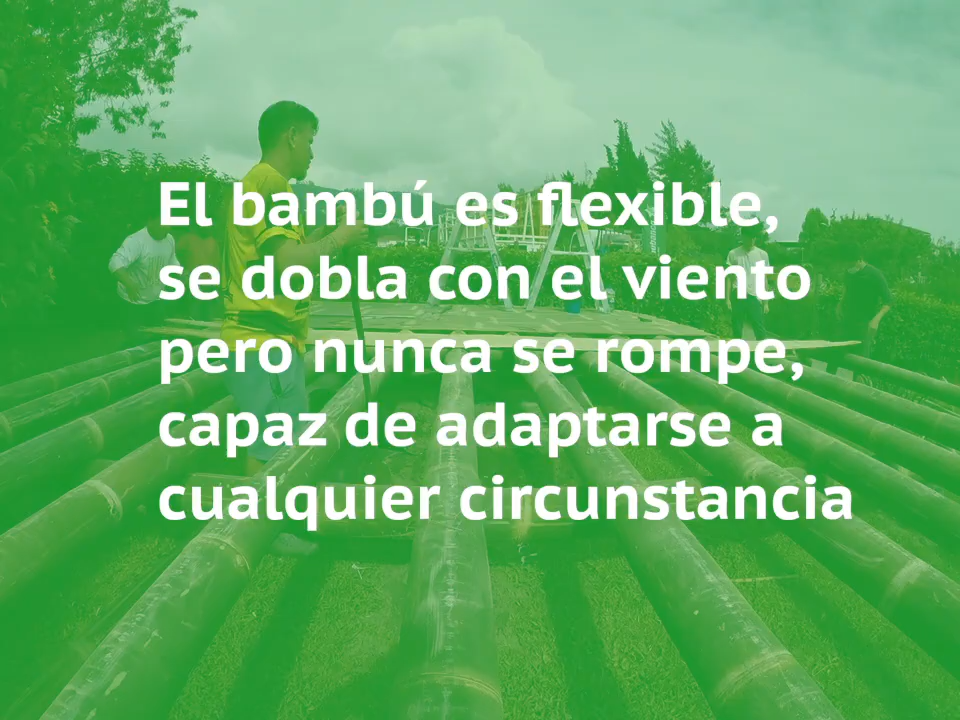 El bambú es flexible,
se dobla con el viento
pero nunca se rompe,
capaz de adaptarse a
cualquier circunstancia